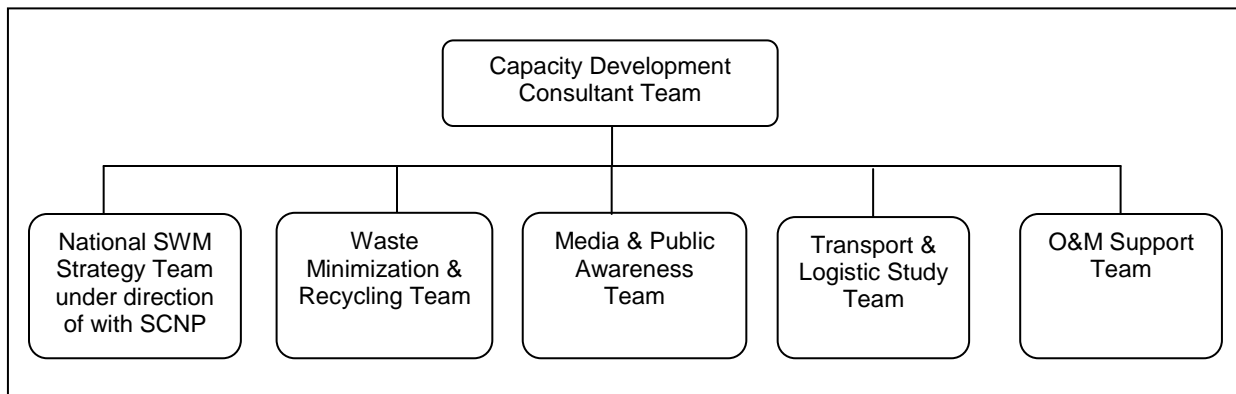 Capacity Development
Consultant Team
National SWM
Strategy Team
under direction
of with SCNP
Waste
Minimization &
Recycling Team
Media & Public
Awareness
Team
Transport &
Logistic Study
Team
O&M Support
Team